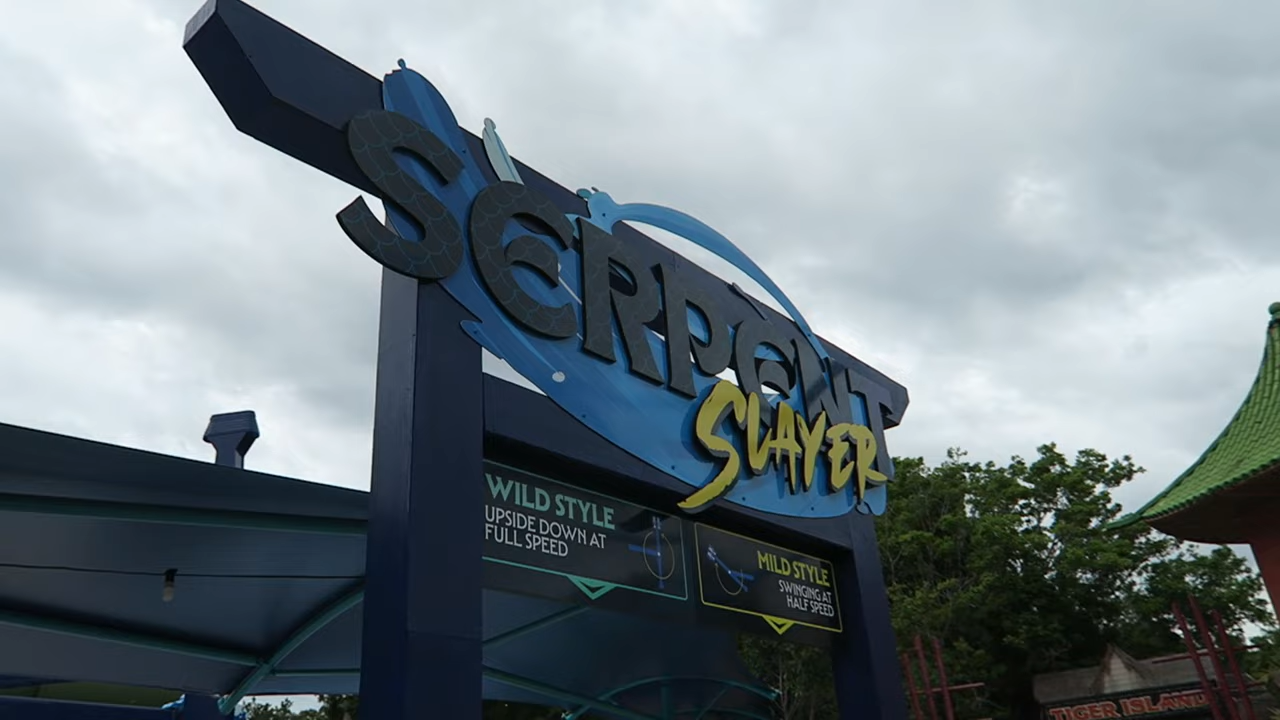 SERPENT
SLAYER
WILD STYLE
UPSIDE DOWN AT
FULL SPEED
MILD STYLE
SWINGING AT
HALF SPEED
TIGER ISLAND